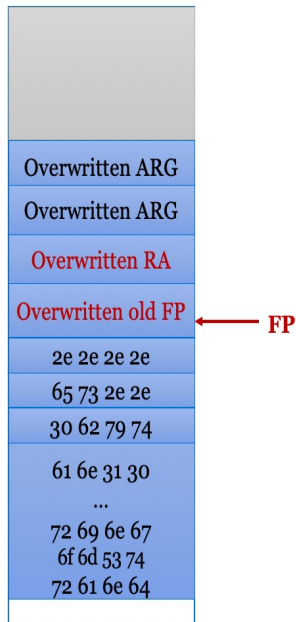 Overwritten ARG
Overwritten ARG
Overwritten RA
Overwritten old FP
FP
2e 2e 2e 2e
65 73 2e 2e
30 62 79 74
61 6e 31 30
...
72 69 6e 67
6f 6d 53 74
72 61 6e 64